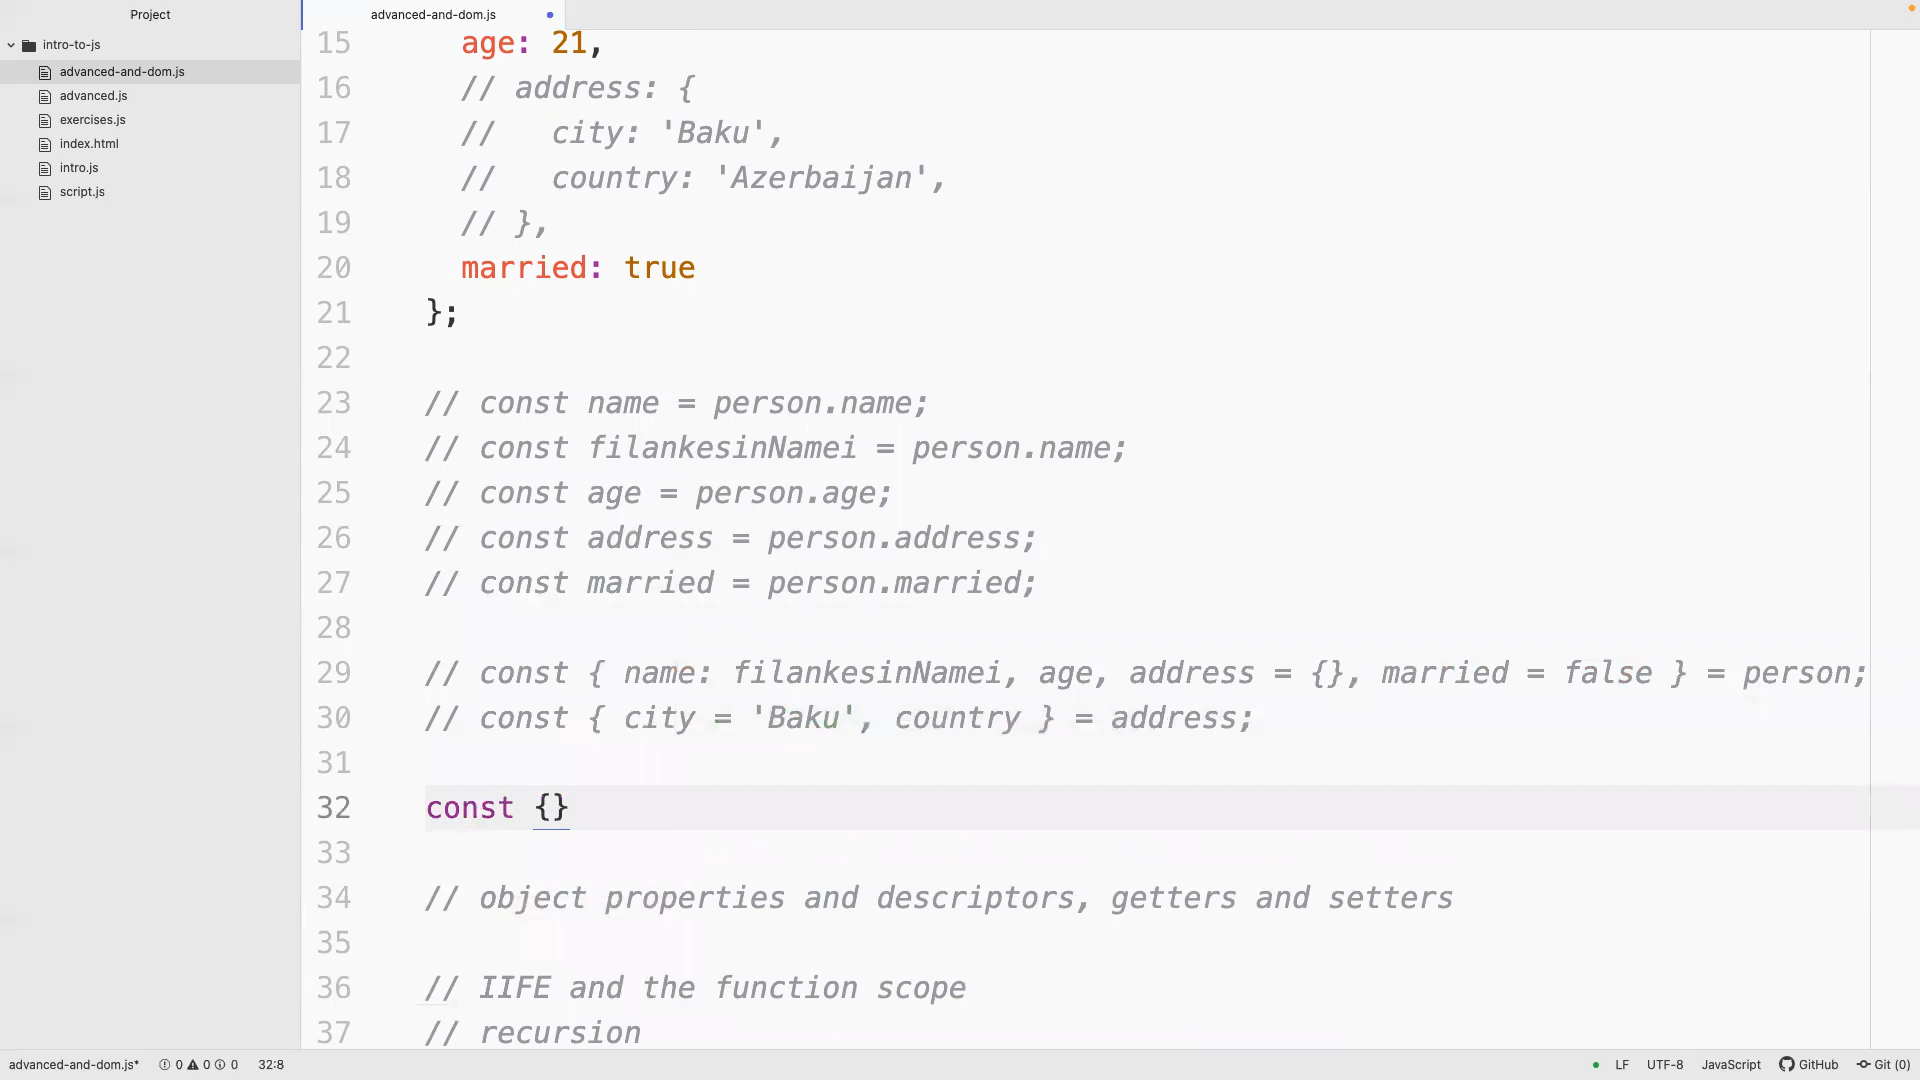 Project
advanced-and-dom.js
intro-to-js
advanced-and-dom.js
advanced.js
exercises.js
index.html
intro.js
script.js
15 age: 21,
16 // address: {
17 //   city: 'Baku',
18 //   country: 'Azerbaijan',
19 // },
20 married: true
21 };
22
23 // const name = person.name;
24 // const filankesinNamei = person.name;
25 // const age = person.age;
26 // const address = person.address;
27 // const married = person.married;
28
29 // const { name: filankesinNamei, age, address = {}, married = false } = person;
30 // const { city = 'Baku', country } = address;
31
32 const {}
33
34 // object properties and descriptors, getters and setters
35
36 // IIFE and the function scope
37 // recursion
advanced-and-dom.js* 0 0 0 32:8 LF UTF-8 JavaScript GitHub Git (0)